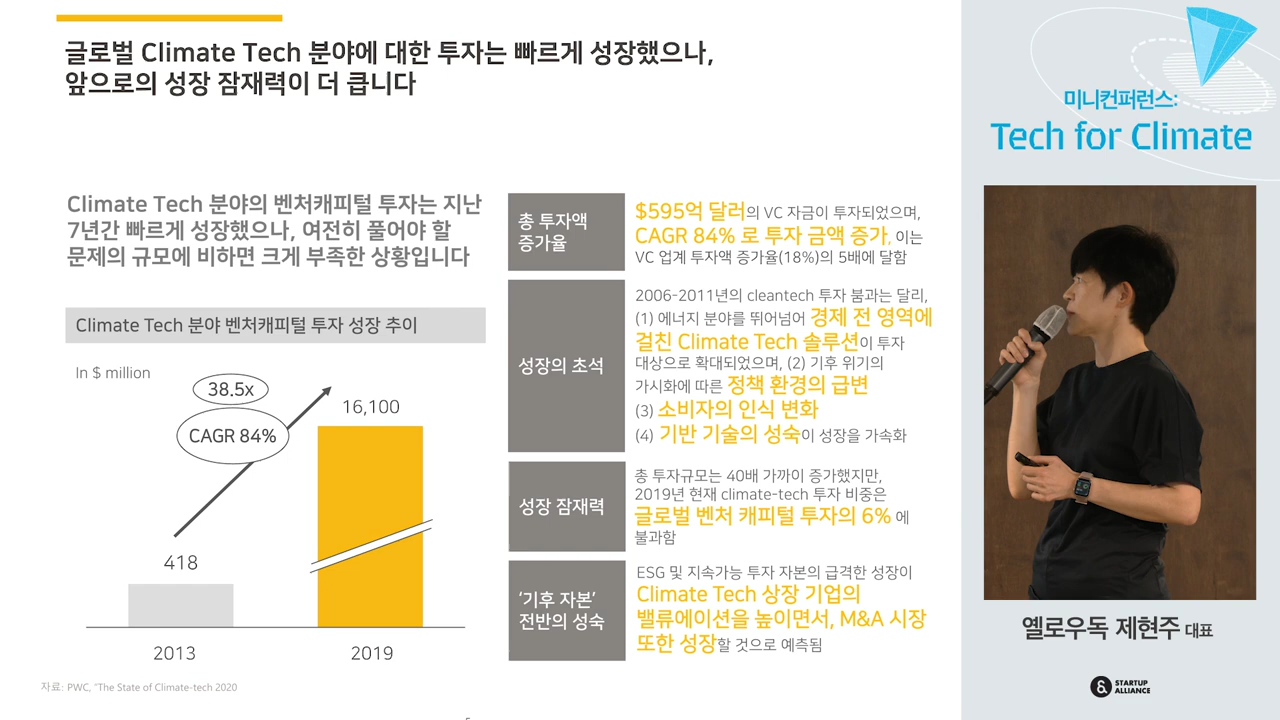 글로벌 Climate Tech 분야에 대한 투자는 빠르게 성장했으나,
앞으로의 성장 잠재력이 더 큽니다
Climate Tech 분야의 벤처캐피털 투자는 지난
7년간 빠르게 성장했으나, 여전히 풀어야 할
문제의 규모에 비하면 크게 부족한 상황입니다
Climate Tech 분야 벤처캐피털 투자 성장 추이
In $ million
38.5x
CAGR 84%
16,100
418
2013
2019
자료: PWC, "The State of Climate-tech 2020
총 투자액
증가율
$595억 달러의 VC 자금이 투자되었으며,
CAGR 84% 로 투자 금액 증가, 이는
VC 업계 투자액 증가율(18%)의 5배에 달함
성장의 초석
2006-2011년의 cleantech 투자 붐과는 달리,
(1) 에너지 분야를 뛰어넘어 경제 전 영역에
걸친 Climate Tech 솔루션이 투자
대상으로 확대되었으며, (2) 기후 위기의
가시화에 따른 정책 환경의 급변
(3) 소비자의 인식 변화
(4) 기반 기술의 성숙이 성장을 가속화
성장 잠재력
총 투자규모는 40배 가까이 증가했지만,
2019년 현재 climate-tech 투자 비중은
글로벌 벤처 캐피털 투자의 6% 에
불과함
'기후 자본'
전반의 성숙
ESG 및 지속가능 투자 자본의 급격한 성장이
Climate Tech 상장 기업의
밸류에이션을 높이면서, M&A 시장
또한 성장할 것으로 예측됨
미니컨퍼런스:
Tech for Climate
옐로우독 제현주 대표
STARTUP
ALLIANCE